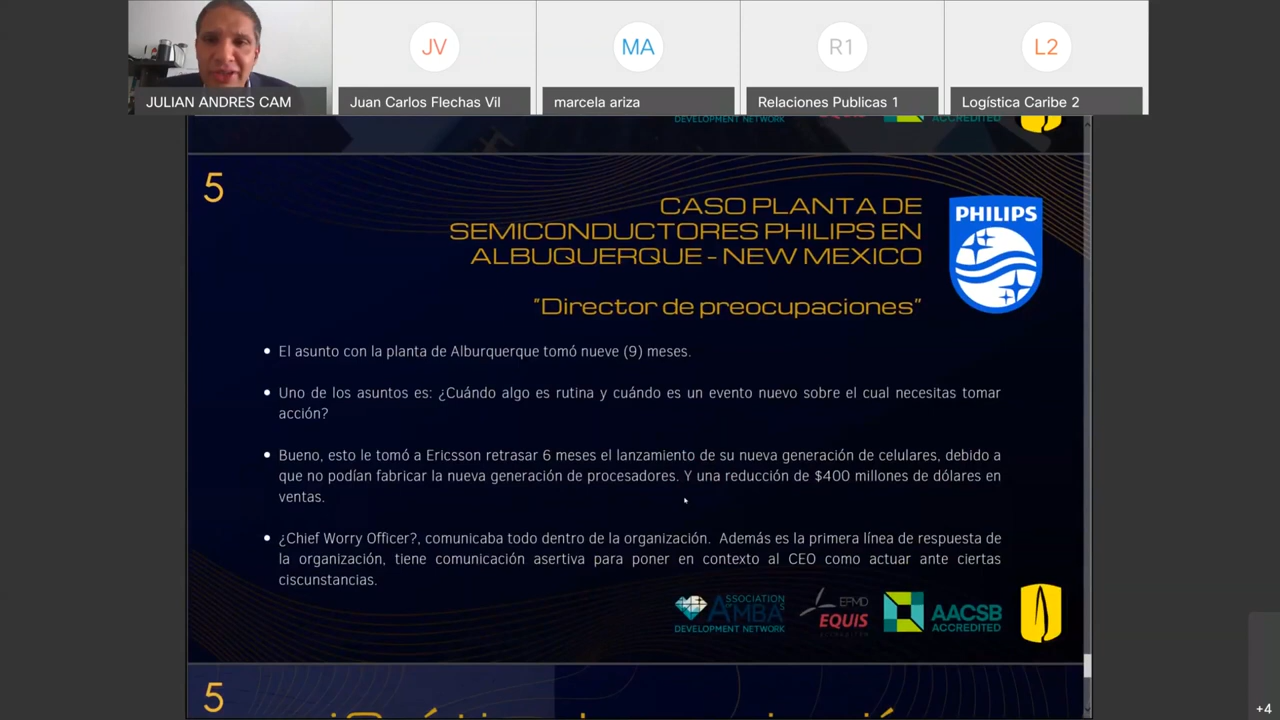 JV
MA
R1
L2
JULIAN ANDRES CAM
Juan Carlos Flechas Vil
marcela ariza
Relaciones Publicas 1
Logística Caribe 2
DEVELOPMENT NETWORK
ACCREDITED
5
CASO PLANTA DE
SEMICONDUCTORES PHILIPS EN
ALBUQUERQUE - NEW MEXICO
PHILIPS
"Director de preocupaciones"
• El asunto con la planta de Alburquerque tomó nueve (9) meses.
• Uno de los asuntos es: ¿Cuándo algo es rutina y cuándo es un evento nuevo sobre el cual necesitas tomar
acción?
• Bueno, esto le tomó a Ericsson retrasar 6 meses el lanzamiento de su nueva generación de celulares, debido a
que no podían fabricar la nueva generación de procesadores. Y una reducción de $400 millones de dólares en
ventas.
• ¿Chief Worry Officer?, comunicaba todo dentro de la organización. Además es la primera línea de respuesta de
la organización, tiene comunicación asertiva para poner en contexto al CEO como actuar ante ciertas
ciscunstancias.
ASSOCIATION
AMBAs
DEVELOPMENT NETWORK
EFMD
EQUIS
ACCREDITED
AACSB
ACCREDITED
5
+4